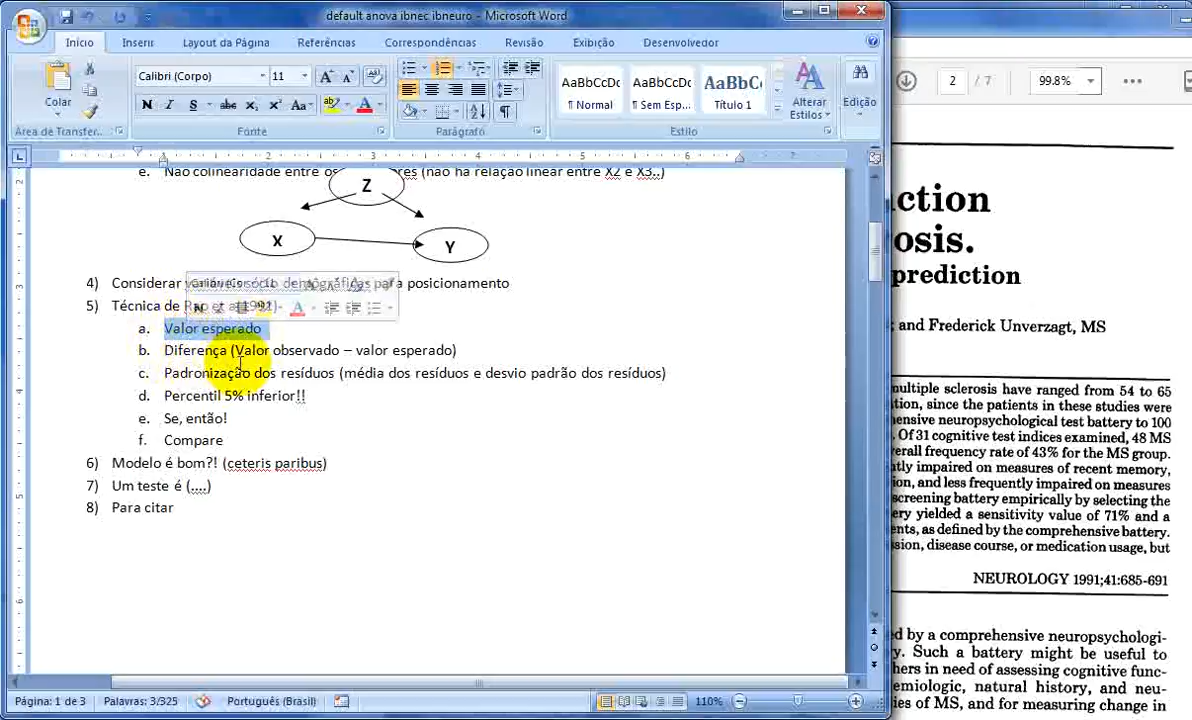 default anova ibnec ibneuro - Microsoft Word
Início Inserir Layout da Página Referências Correspondências Revisão Exibição Desenvolvedor
2 / 7 99.8%
Colar
Calibri (Corpo) 11
AaBbCcDc AaBbCcDc AaBbCc
¶ Normal ¶ Sem Esp... Título 1
Alterar Estilos
Edição
Área de Transfer... Fonte Parágrafo Estilo
e. Não colinearidade entre os (não há relação linear entre X2 e X3..)
Z
X
Y
4) Considerar variáveis sócio demográficas para posicionamento
5) Técnica de Rao et al (1991)
a. Valor esperado
b. Diferença (Valor observado – valor esperado)
c. Padronização dos resíduos (média dos resíduos e desvio padrão dos resíduos)
d. Percentil 5% inferior!!
e. Se, então!
f. Compare
6) Modelo é bom?! (ceteris paribus)
7) Um teste é (....)
8) Para citar
Página: 1 de 3 Palavras: 3/325 Português (Brasil) 110%
ction
osis.
prediction
and Frederick Unverzagt, MS
multiple sclerosis have ranged from 54 to 65
tion, since the patients in these studies were
ensive neuropsychological test battery to 100
. Of 31 cognitive test indices examined, 48 MS
erall frequency rate of 43% for the MS group.
tly impaired on measures of recent memory,
ion, and less frequently impaired on measures
screening battery empirically by selecting the
ery yielded a sensitivity value of 71% and a
ents, as defined by the comprehensive battery.
sion, disease course, or medication usage, but
NEUROLOGY 1991;41:685-691
ed by a comprehensive neuropsychologi-
y. Such a battery might be useful to
hers in need of assessing cognitive func-
emiologic, natural history, and neu-
ies of MS, and for measuring change in